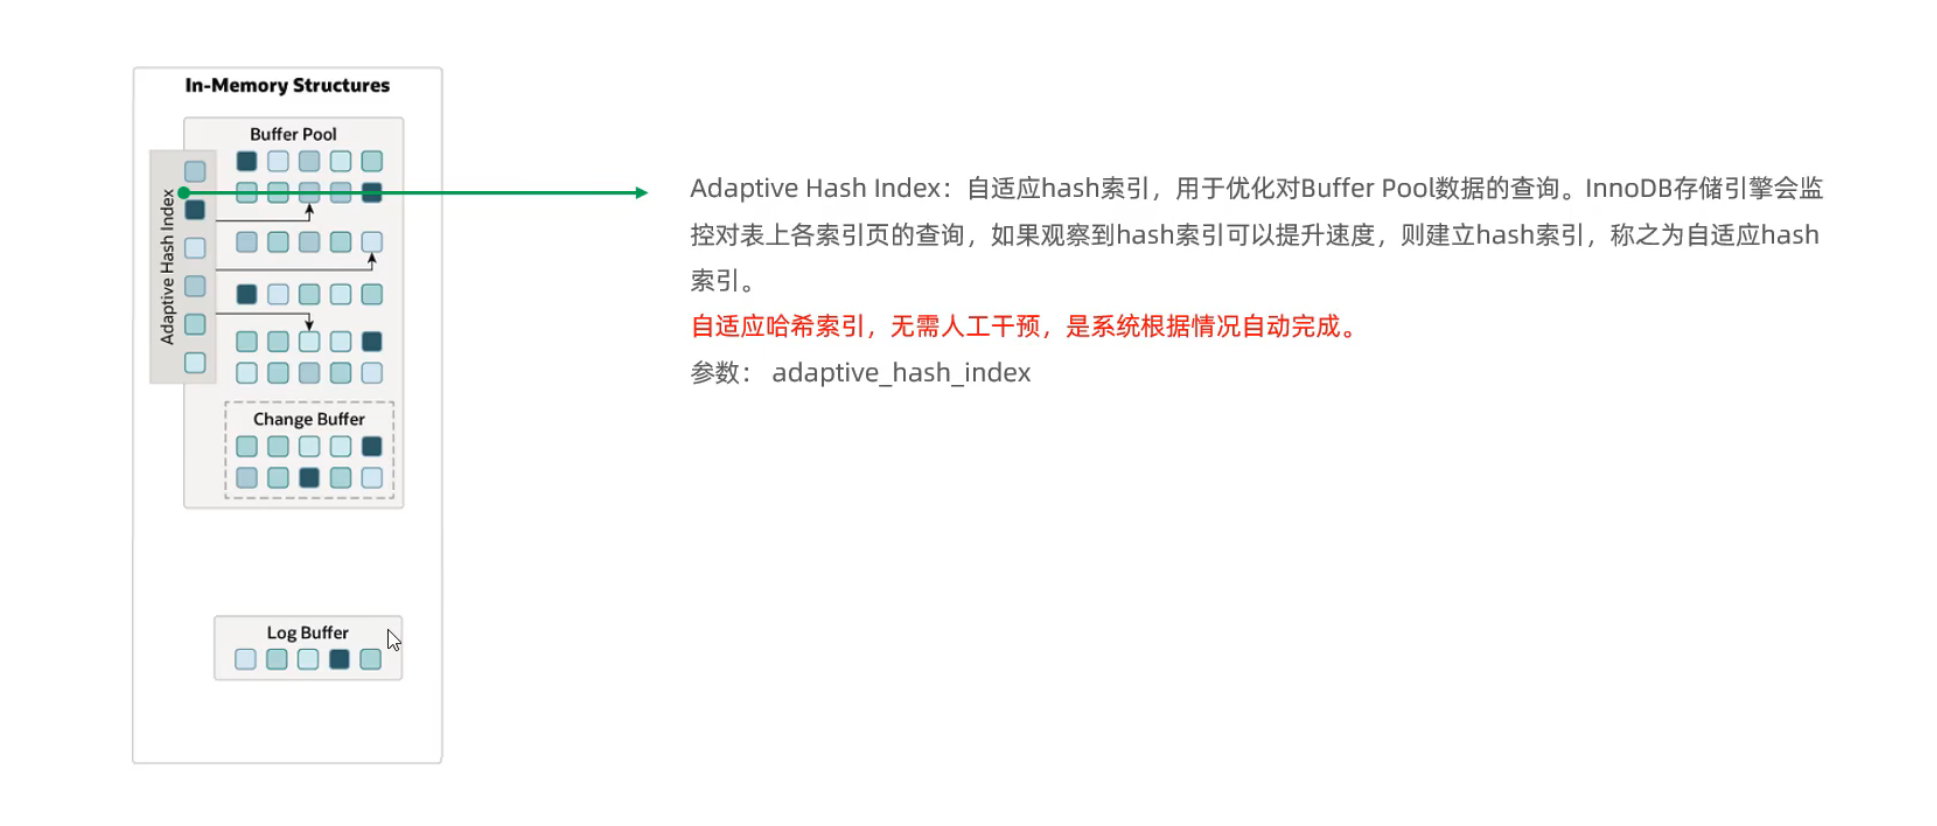 In-Memory Structures
Buffer Pool
Adaptive Hash Index
Change Buffer
Log Buffer
Adaptive Hash Index：自适应hash索引，用于优化对Buffer Pool数据的查询。InnoDB存储引擎会监
控对表上各索引页的查询，如果观察到hash索引可以提升速度，则建立hash索引，称之为自适应hash
索引。
自适应哈希索引，无需人工干预，是系统根据情况自动完成。
参数： adaptive_hash_index